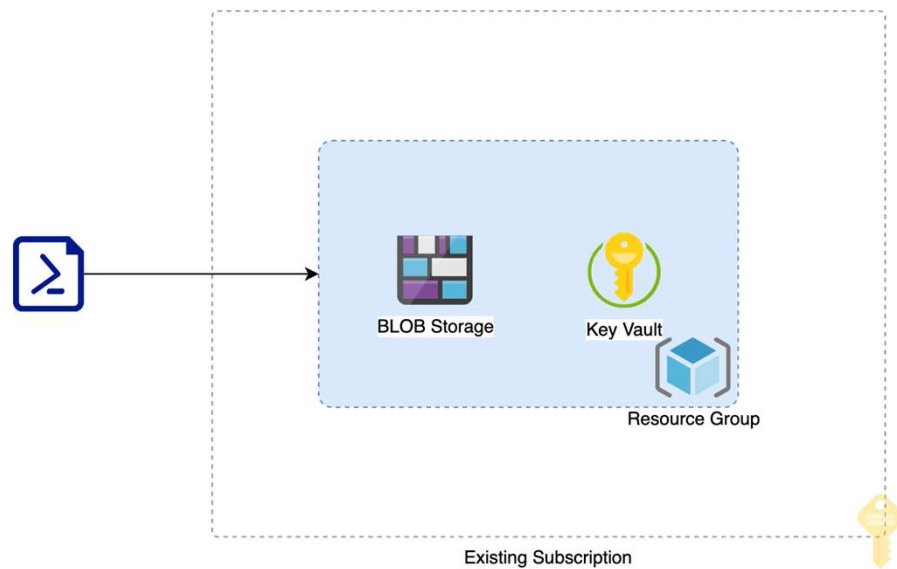 BLOB Storage
Key Vault
Resource Group
Existing Subscription